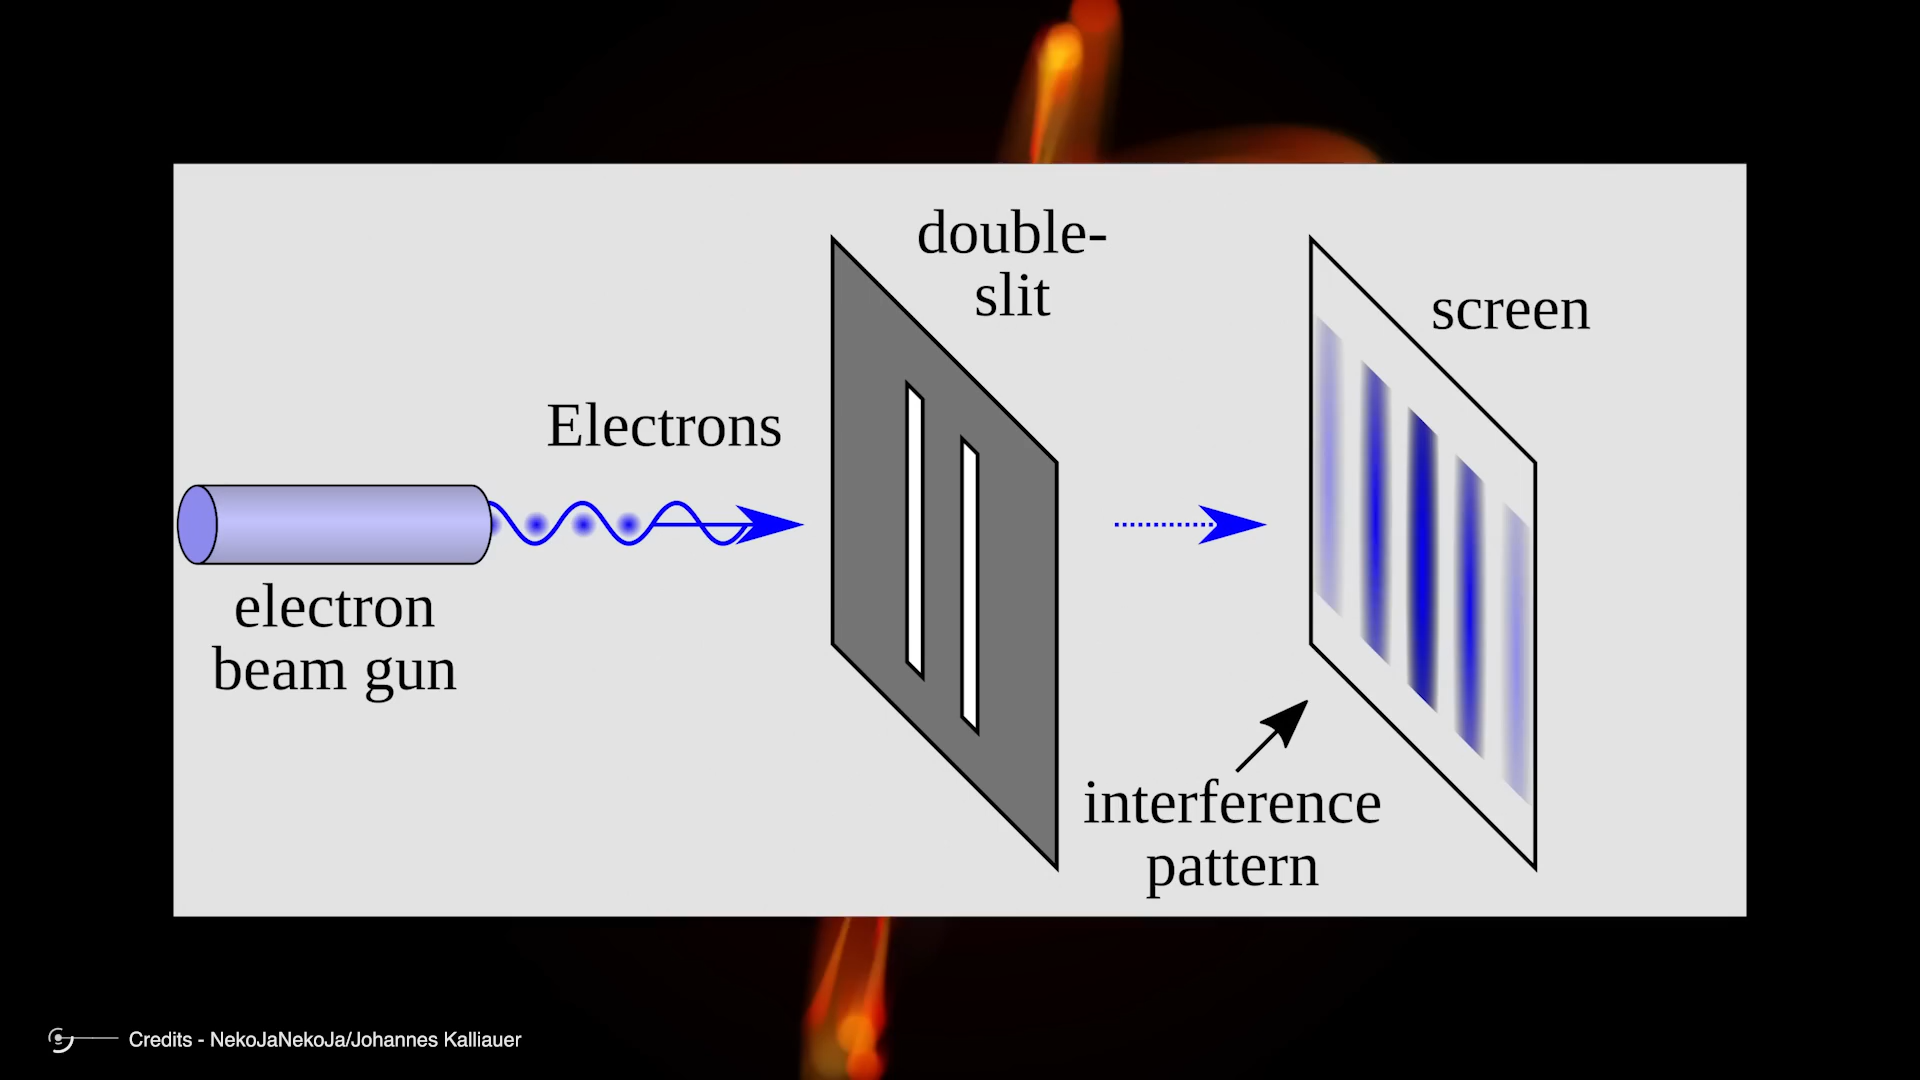 double-
slit
screen
Electrons
electron
beam gun
interference
pattern
Credits - NekoJaNekoJa/Johannes Kalliauer